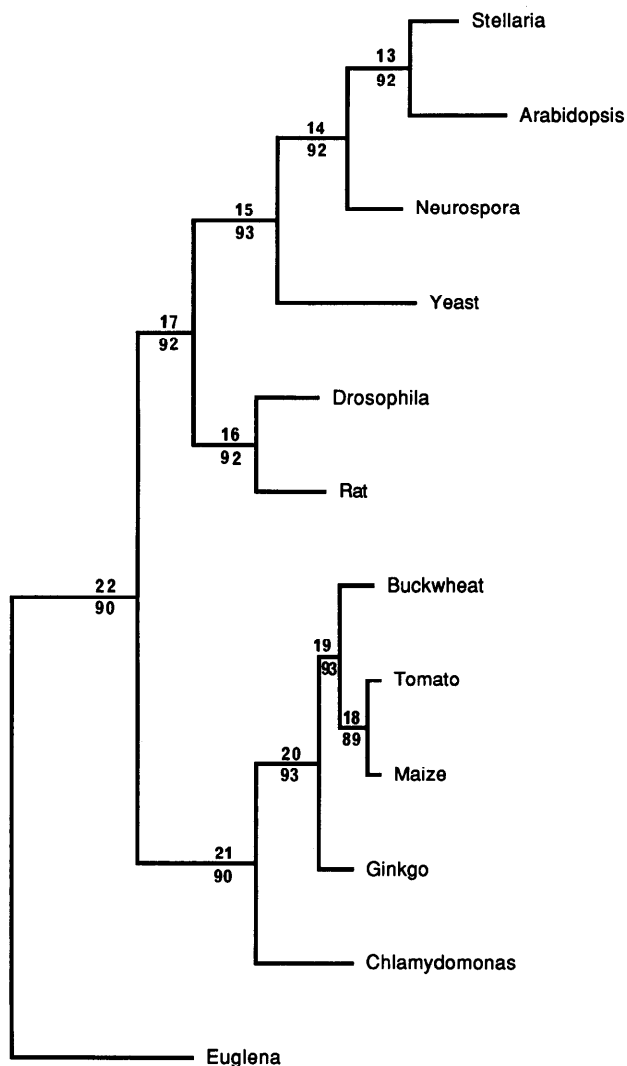 Stellaria
13
92
Arabidopsis
14
92
Neurospora
15
93
Yeast
17
92
Drosophila
16
92
Rat
22
90
Buckwheat
19
93
Tomato
18
89
Maize
20
93
Ginkgo
21
90
Chlamydomonas
Euglena